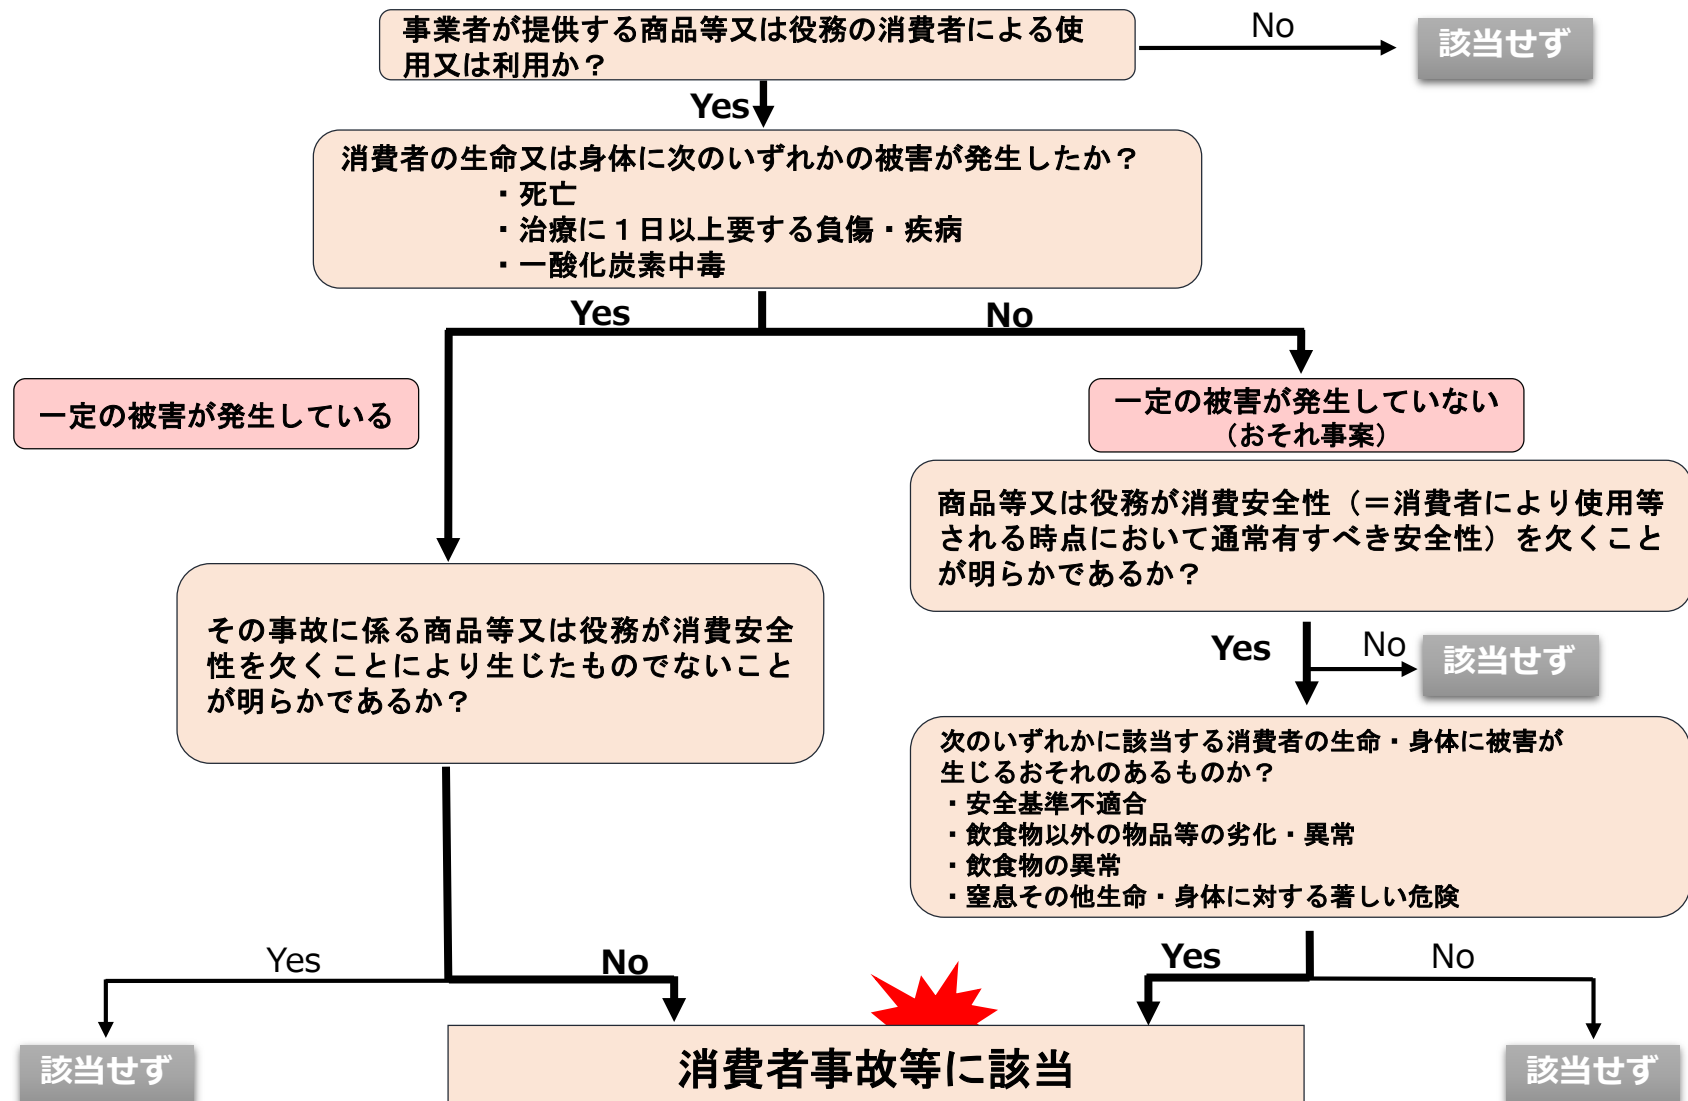 事業者が提供する商品等又は役務の消費者による使
用又は利用か？
No
該当せず
Yes
消費者の生命又は身体に次のいずれかの被害が発生したか？
・死亡
・治療に１日以上要する負傷・疾病
・一酸化炭素中毒
Yes
No
一定の被害が発生している
一定の被害が発生していない
（おそれ事案）
商品等又は役務が消費安全性（＝消費者により使用等
される時点において通常有すべき安全性）を欠くこと
が明らかであるか？
その事故に係る商品等又は役務が消費安全
性を欠くことにより生じたものでないこと
が明らかであるか？
Yes
No
該当せず
次のいずれかに該当する消費者の生命・身体に被害が
生じるおそれのあるものか？
・安全基準不適合
・飲食物以外の物品等の劣化・異常
・飲食物の異常
・窒息その他生命・身体に対する著しい危険
Yes
No
Yes
No
該当せず
消費者事故等に該当
該当せず